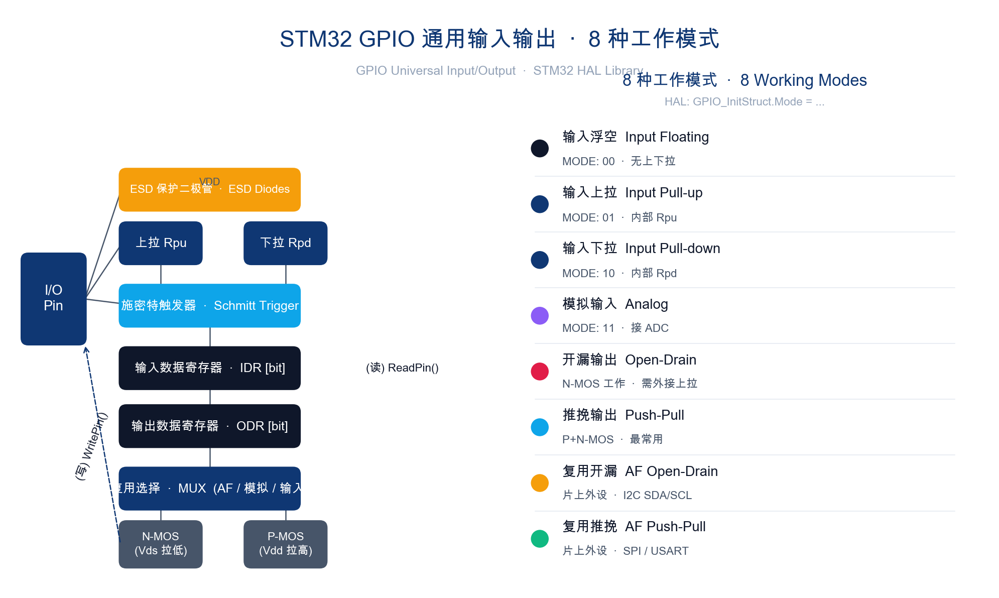 STM32 GPIO 通用输入输出 · 8 种工作模式
GPIO Universal Input/Output · STM32 HAL Library
VDD
ESD 保护二极管 · ESD Diodes
上拉 Rpu
下拉 Rpd
I/O
Pin
施密特触发器 · Schmitt Trigger
输入数据寄存器 · IDR [bit]
(读) ReadPin()
输出数据寄存器 · ODR [bit]
(写) WritePin()
复用选择 · MUX (AF / 模拟 / 输入
N-MOS
(Vds 拉低)
P-MOS
(Vdd 拉高)
8 种工作模式 · 8 Working Modes
HAL: GPIO_InitStruct.Mode = ...
输入浮空 Input Floating
MODE: 00 · 无上下拉
输入上拉 Input Pull-up
MODE: 01 · 内部 Rpu
输入下拉 Input Pull-down
MODE: 10 · 内部 Rpd
模拟输入 Analog
MODE: 11 · 接 ADC
开漏输出 Open-Drain
N-MOS 工作 · 需外接上拉
推挽输出 Push-Pull
P+N-MOS · 最常用
复用开漏 AF Open-Drain
片上外设 · I2C SDA/SCL
复用推挽 AF Push-Pull
片上外设 · SPI / USART